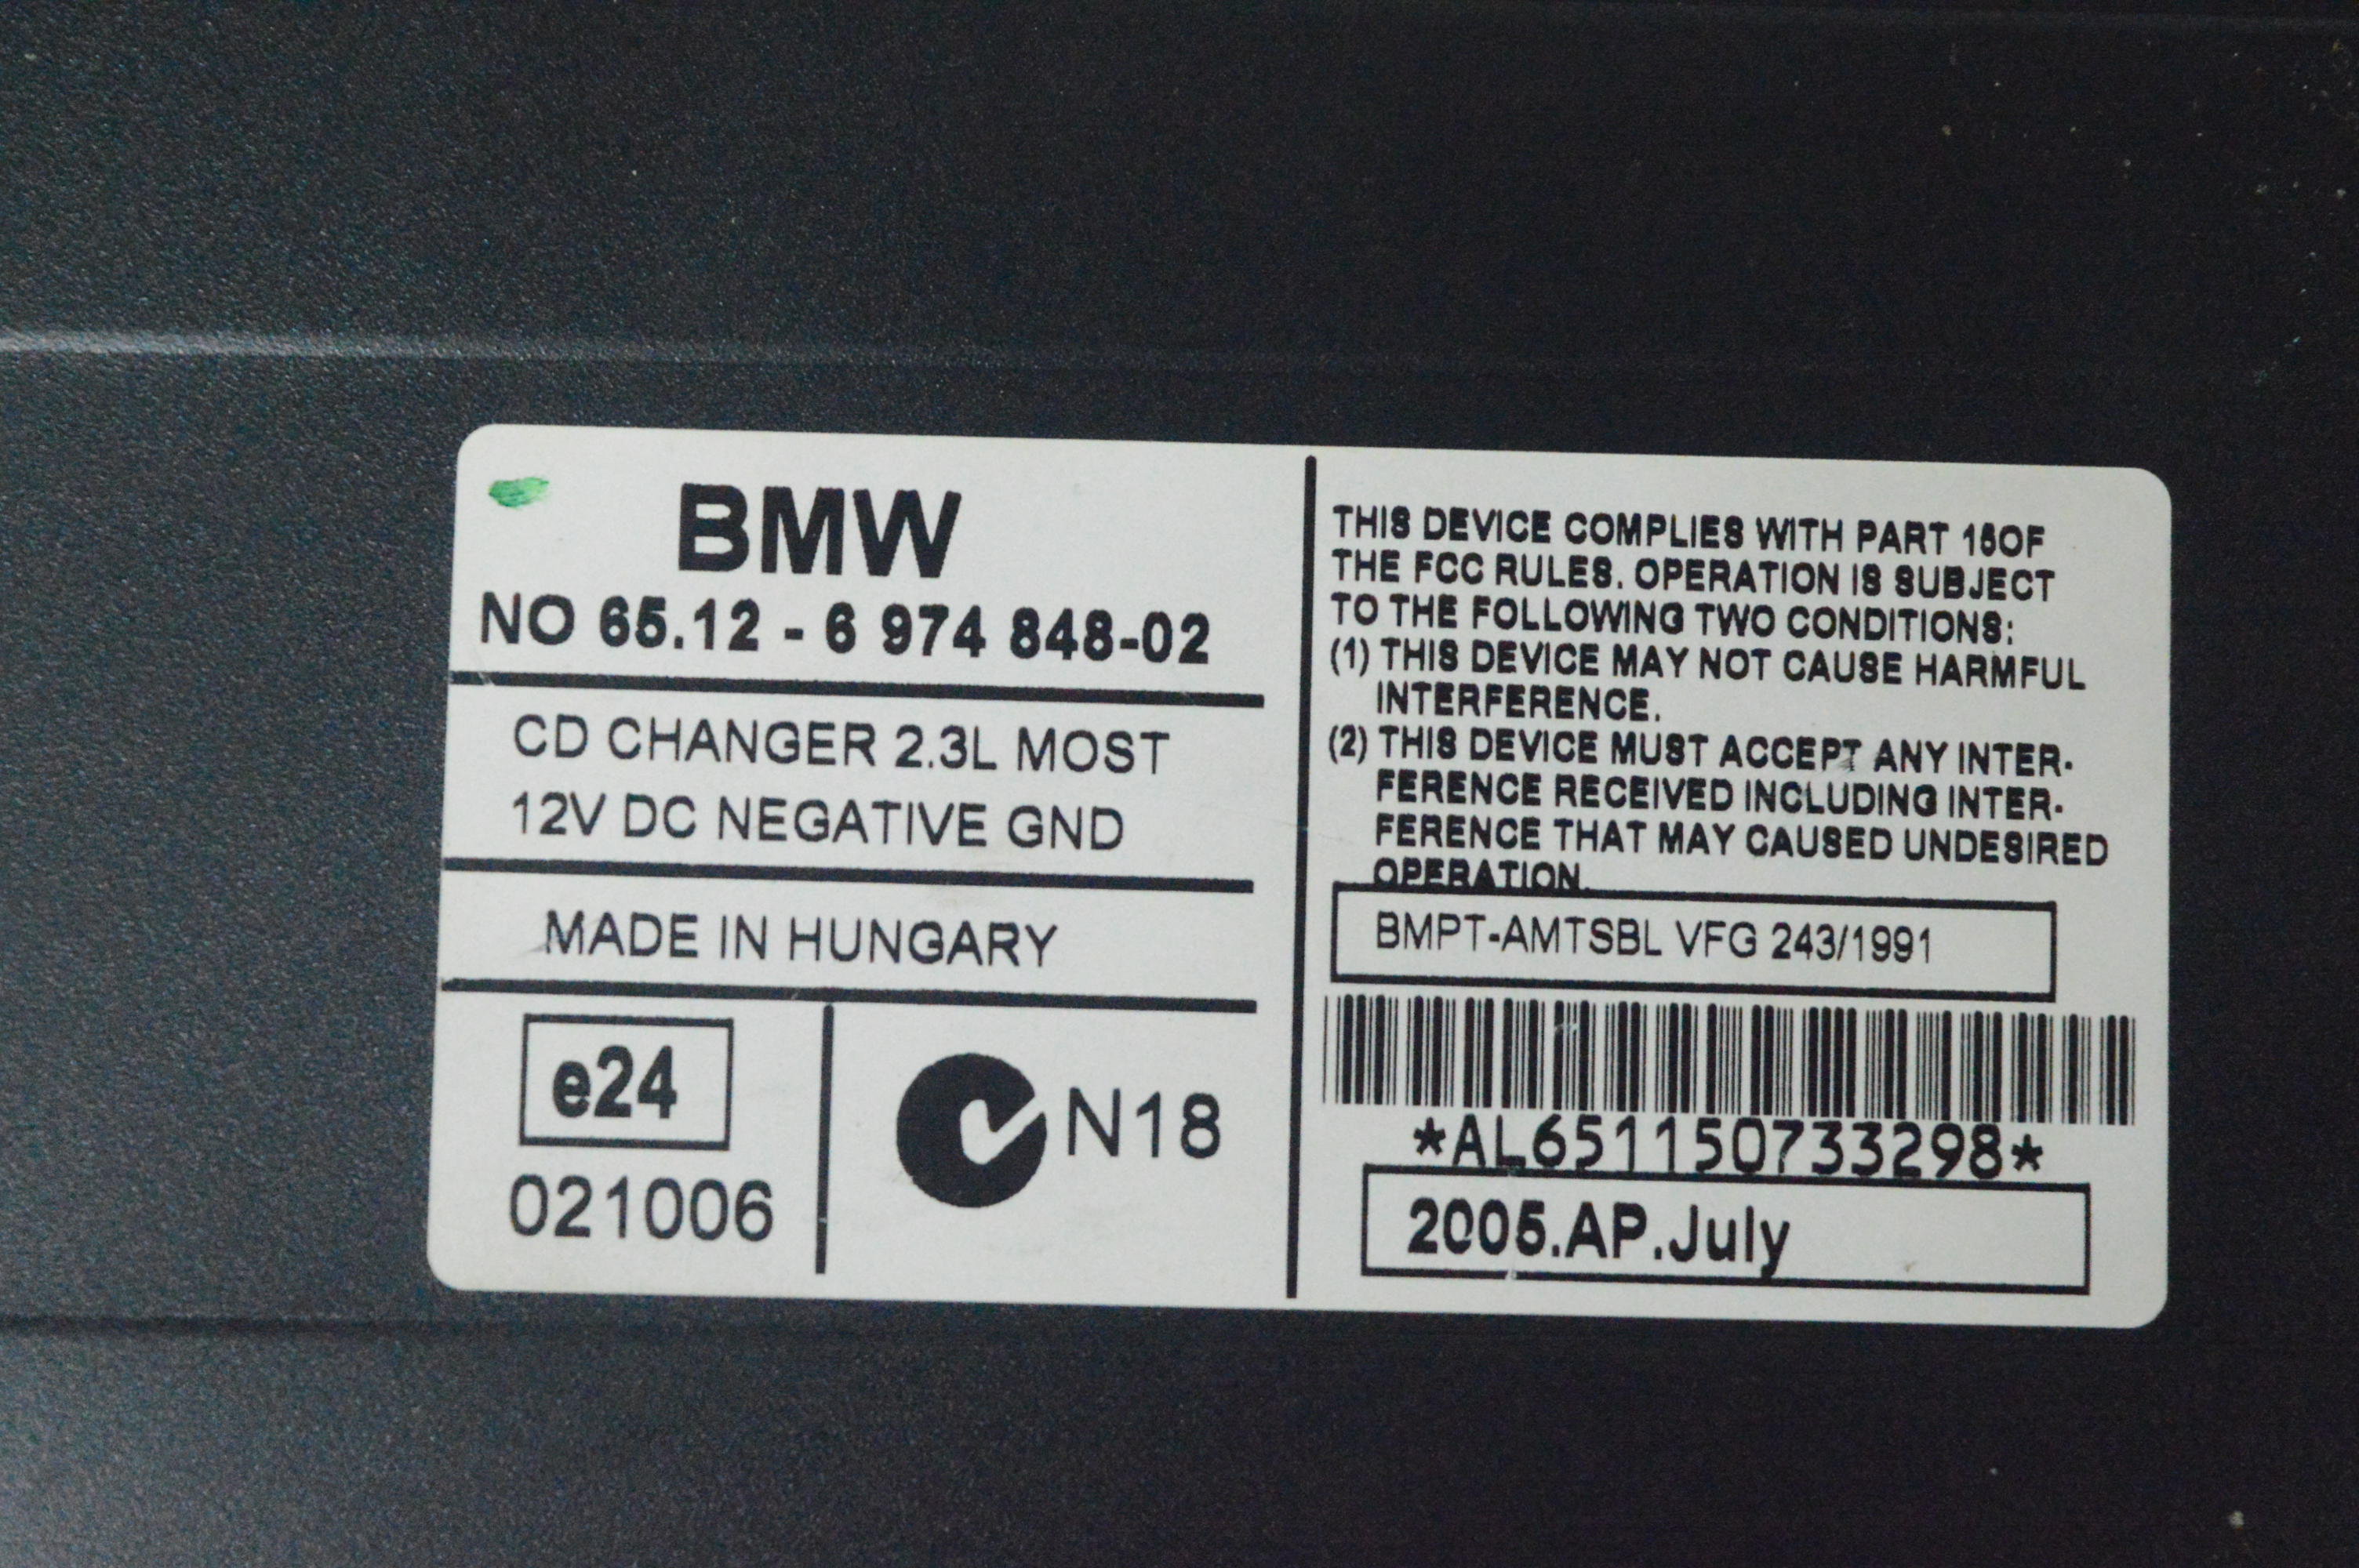 BMW
NO 65.12 - 6 974 848-02
CD CHANGER 2.3L MOST
12V DC NEGATIVE GND
MADE IN HUNGARY
e24
021006
N18
THIS DEVICE COMPLIES WITH PART 15OF
THE FCC RULES. OPERATION IS SUBJECT
TO THE FOLLOWING TWO CONDITIONS:
(1) THIS DEVICE MAY NOT CAUSE HARMFUL
INTERFERENCE.
(2) THIS DEVICE MUST ACCEPT ANY INTER-
FERENCE RECEIVED INCLUDING INTER-
FERENCE THAT MAY CAUSED UNDESIRED
OPERATION.
BMPT-AMTSBL VFG 243/1991
*AL651150733298*
2005.AP.July